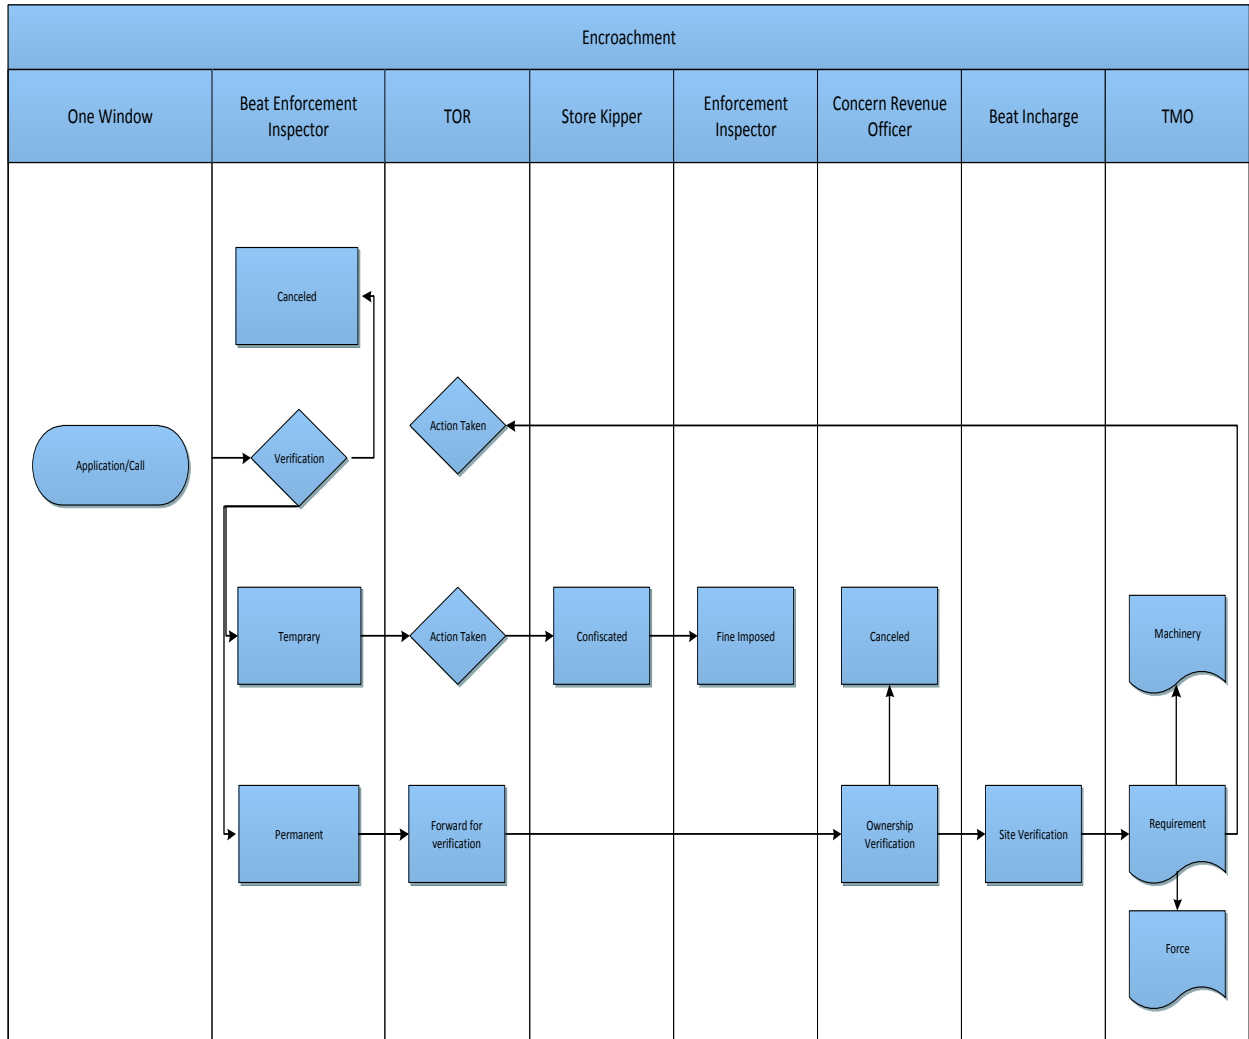 Encroachment
One Window
Beat Enforcement
Inspector
TOR
Store Kipper
Enforcement
Inspector
Concern Revenue
Officer
Beat Incharge
TMO
Canceled
Action Taken
Application/Call
Verification
Temprary
Action Taken
Confiscated
Fine Imposed
Canceled
Machinery
Permanent
Forward for
verification
Ownership
Verification
Site Verification
Requirement
Force